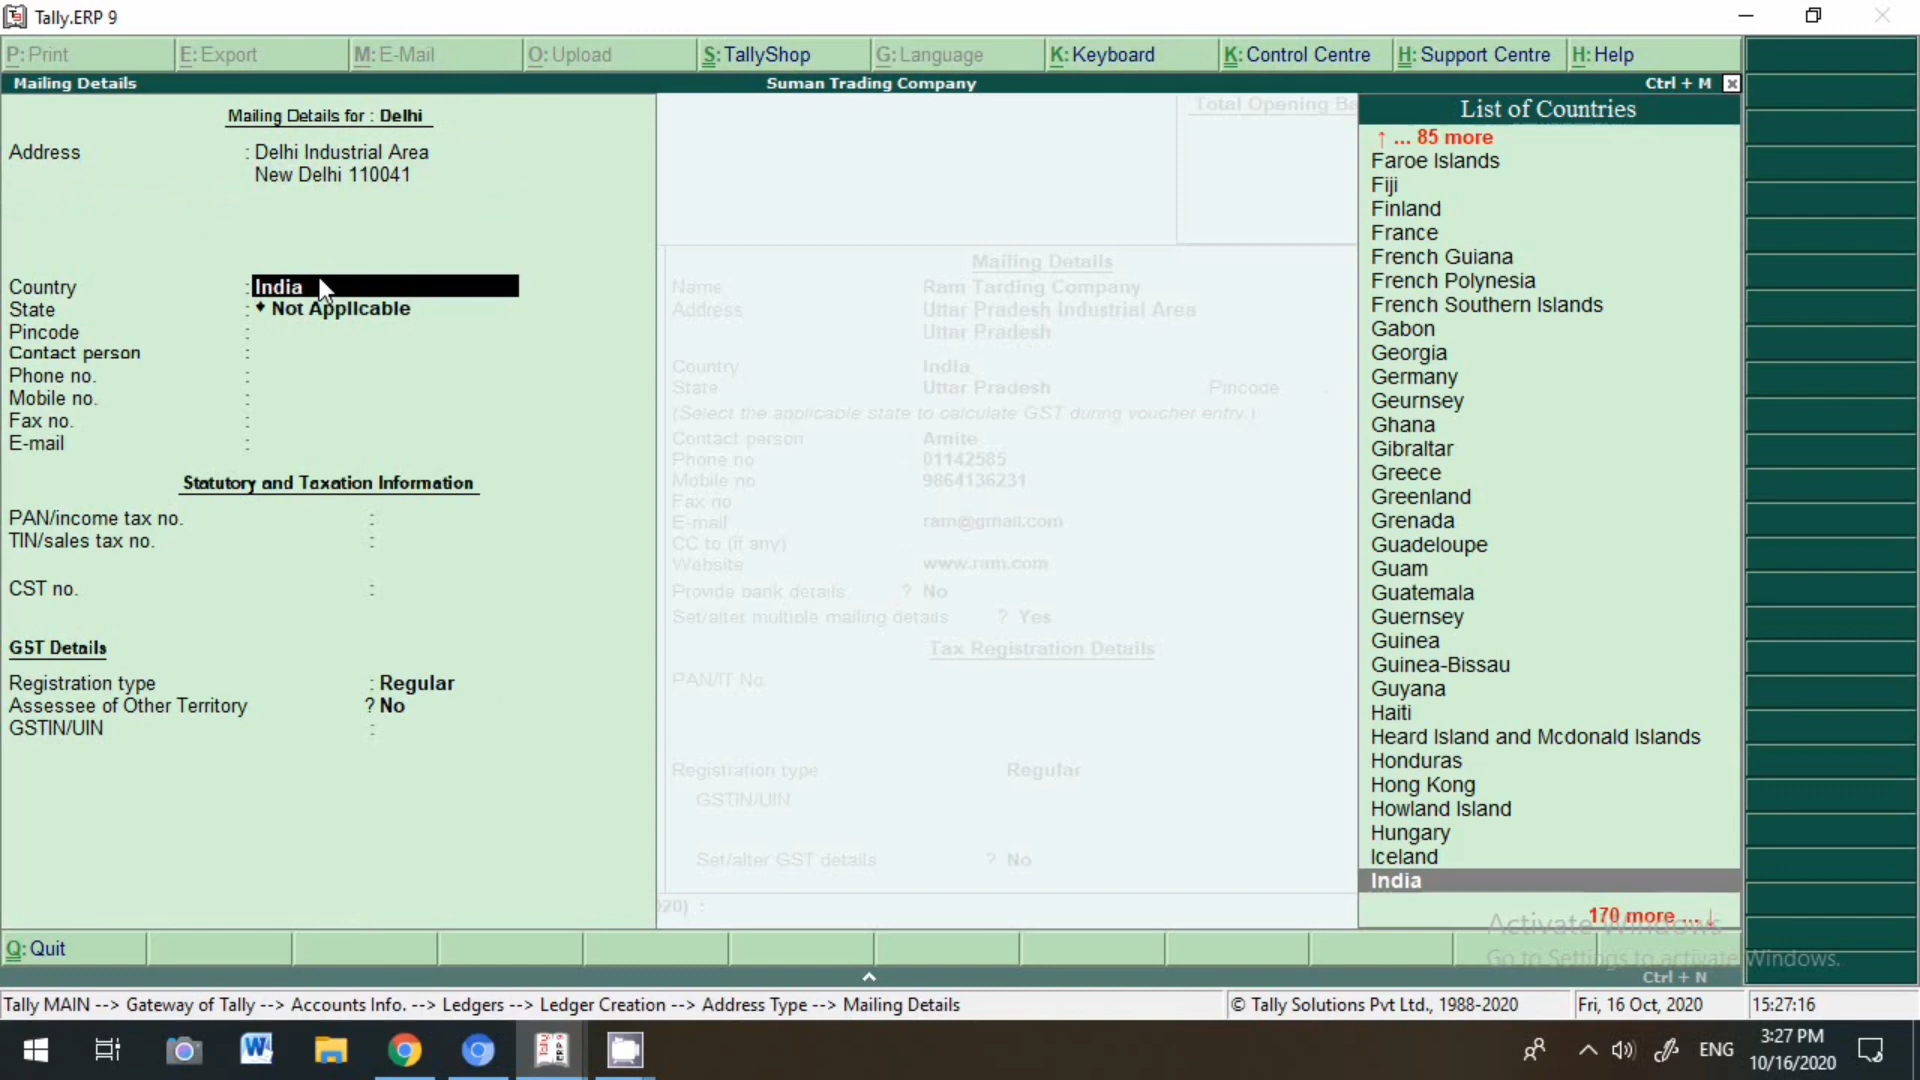 Tally.ERP 9
P: Print
E: Export
M: E-Mail
O: Upload
S: TallyShop
G: Language
K: Keyboard
K: Control Centre
H: Support Centre
H: Help
Mailing Details
Suman Trading Company
Ctrl + M
Mailing Details for : Delhi
Address : Delhi Industrial Area
New Delhi 110041
Country : India
State : ♦ Not Applicable
Pincode :
Contact person :
Phone no. :
Mobile no. :
Fax no. :
E-mail :
Statutory and Taxation Information
PAN/income tax no. :
TIN/sales tax no. :
CST no. :
GST Details
Registration type : Regular
Assessee of Other Territory ? No
GSTIN/UIN :
Total Opening Ba
Mailing Details
Name Ram Tarding Company
Address Uttar Pradesh Industrial Area
Uttar Pradesh
Country India
State Uttar Pradesh Pincode :
(Select the applicable state to calculate GST during voucher entry.)
Contact person Amite
Phone no 01142585
Mobile no 9864136231
Fax no
E-mail ram@gmail.com
CC to (if any)
Website www.ram.com
Provide bank details ? No
Set/alter multiple mailing details ? Yes
Tax Registration Details
PAN/IT No.
Registration type Regular
GSTIN/UIN
Set/alter GST details ? No
020) :
List of Countries
↑ ... 85 more
Faroe Islands
Fiji
Finland
France
French Guiana
French Polynesia
French Southern Islands
Gabon
Georgia
Germany
Geurnsey
Ghana
Gibraltar
Greece
Greenland
Grenada
Guadeloupe
Guam
Guatemala
Guernsey
Guinea
Guinea-Bissau
Guyana
Haiti
Heard Island and Mcdonald Islands
Honduras
Hong Kong
Howland Island
Hungary
Iceland
India
170 more ... ↓
Activate Windows
Go to Settings to activate Windows.
Q: Quit
Ctrl + N
Tally MAIN --> Gateway of Tally --> Accounts Info. --> Ledgers --> Ledger Creation --> Address Type --> Mailing Details
© Tally Solutions Pvt Ltd., 1988-2020
Fri, 16 Oct, 2020
15:27:16
ENG
3:27 PM
10/16/2020